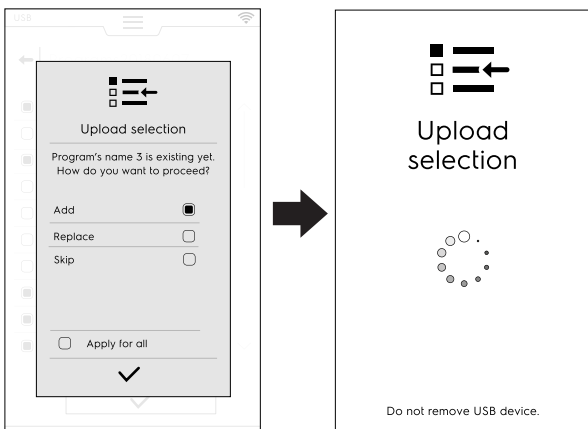 USB
Upload selection
Program's name 3 is existing yet.
How do you want to proceed?
Add
Replace
Skip
Apply for all
Upload
selection
Do not remove USB device.